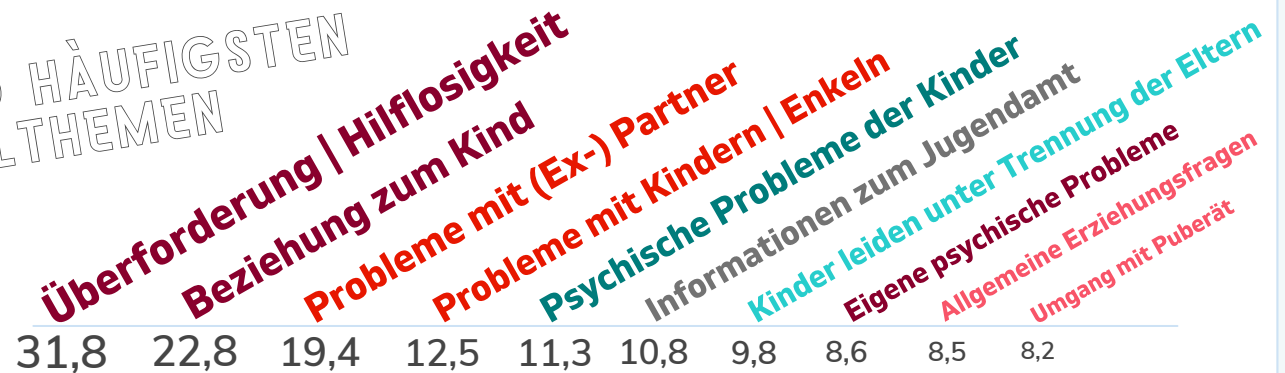 HÀUFIGSTEN
THEMEN
Überforderung | Hilflosigkeit
Beziehung zum Kind
Probleme mit (Ex-) Partner
Probleme mit Kindern | Enkeln
Psychische Probleme der Kinder
Informationen zum Jugendamt
Kinder leiden unter Trennung der Eltern
Eigene psychische Probleme
Allgemeine Erziehungsfragen
Umgang mit Puberät
31,8 22,8 19,4 12,5 11,3 10,8 9,8 8,6 8,5 8,2